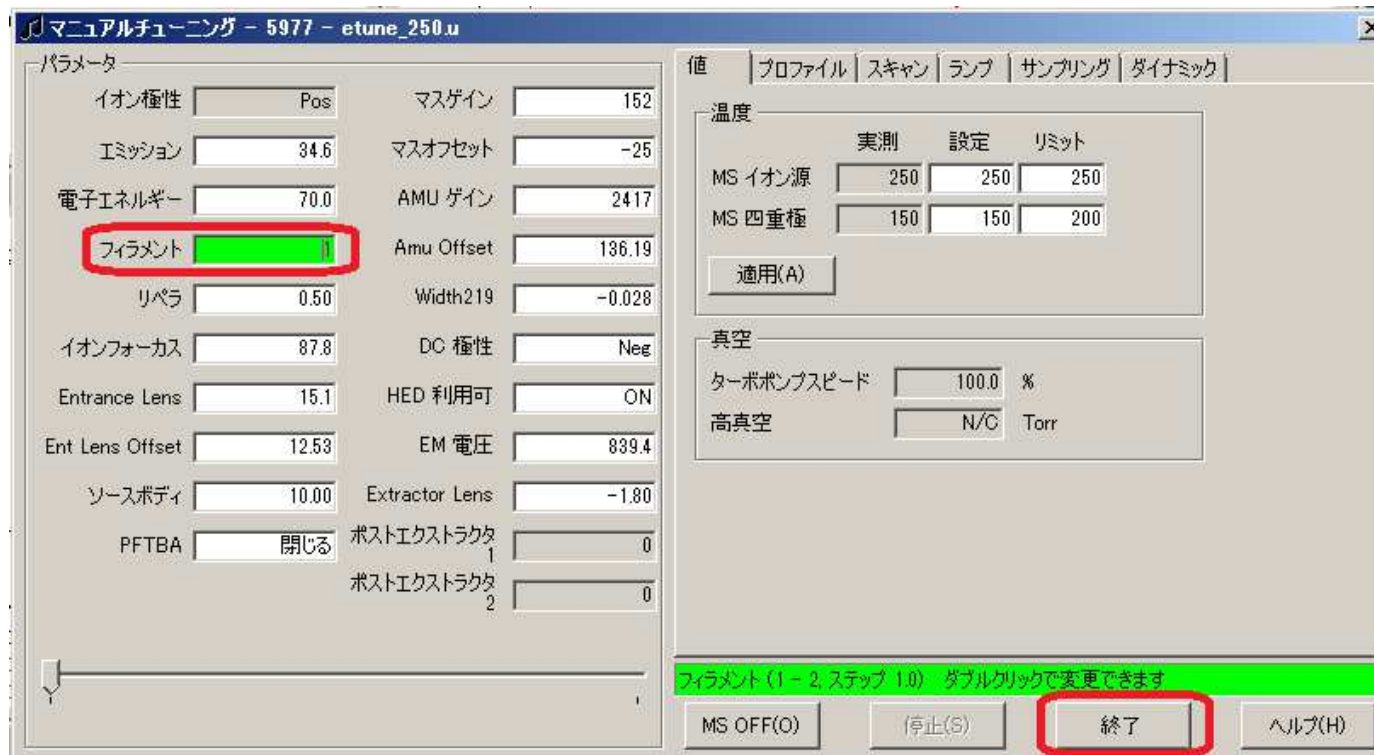 マニュアルチューニング - 5977 - etune_250.u
パラメータ
イオン極性 Pos
エミッション 34.6
電子エネルギー 70.0
フィラメント 1
リペラ 0.50
イオンフォーカス 87.8
Entrance Lens 15.1
Ent Lens Offset 12.53
ソースボディ 10.00
PFTBA 閉じる
マスゲイン 152
マスオフセット -25
AMU ゲイン 2417
Amu Offset 136.19
Width219 -0.028
DC 極性 Neg
HED 利用可 ON
EM 電圧 839.4
Extractor Lens -1.80
ポストエクストラクタ
1 0
ポストエクストラクタ
2 0
値 プロファイル スキャン ランプ サンプリング ダイナミック
温度
実測 設定 リミット
MS イオン源 250 250 250
MS 四重極 150 150 200
適用(A)
真空
ターボポンプスピード 100.0 %
高真空 N/C Torr
フィラメント (1 - 2, ステップ 1.0) ダブルクリックで変更できます
MS OFF(O) 停止(S) 終了 ヘルプ(H)